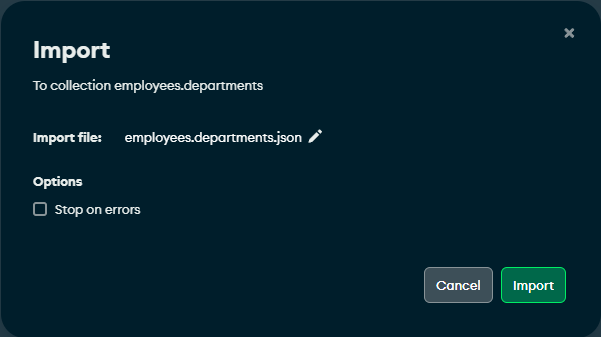 Import
To collection employees.departments
Import file: employees.departments.json
Options
Stop on errors
Cancel Import